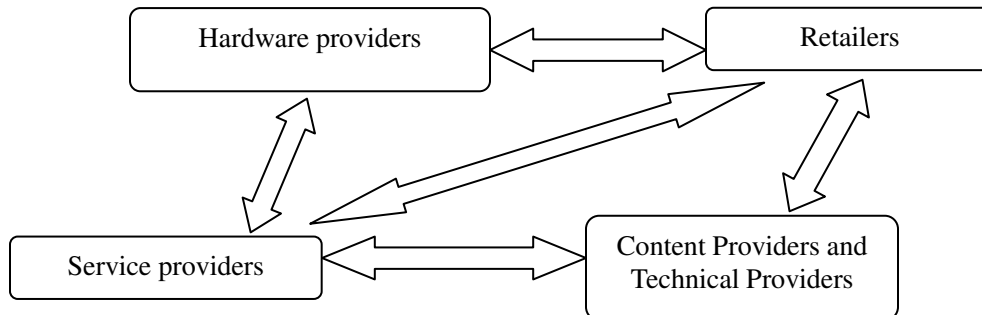 Hardware providers
Retailers
Service providers
Content Providers and
Technical Providers